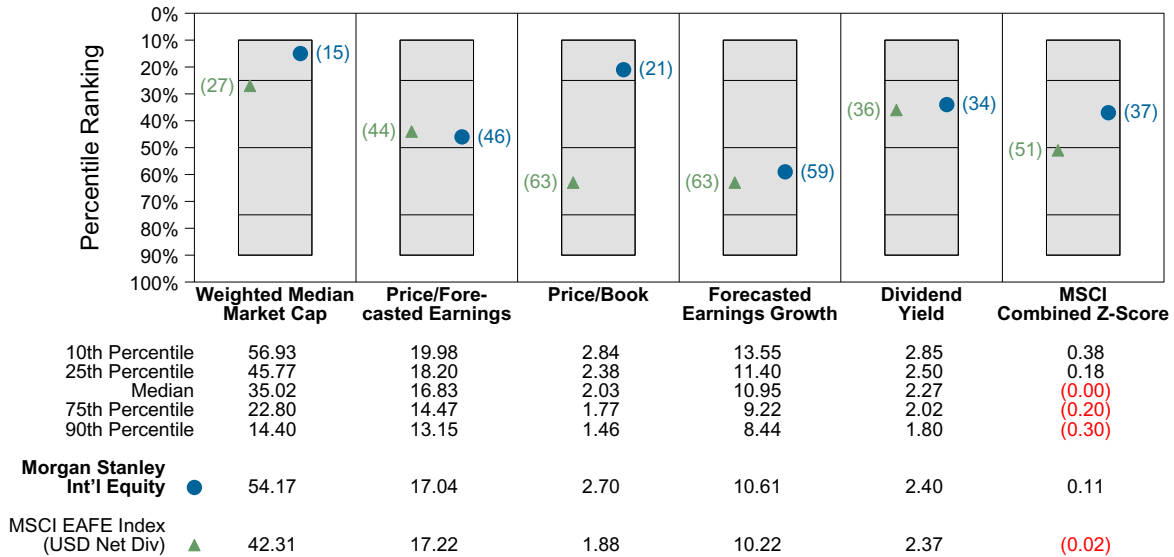 0%
10%
20%
30%
40%
50%
60%
70%
80%
90%
100%
Percentile Ranking
(27) (15)
(44) (46)
(63) (21)
(63) (59)
(36) (34)
(51) (37)
Weighted Median
Market Cap
Price/Fore-
casted Earnings
Price/Book
Forecasted
Earnings Growth
Dividend
Yield
MSCI
Combined Z-Score
10th Percentile 56.93 19.98 2.84 13.55 2.85 0.38
25th Percentile 45.77 18.20 2.38 11.40 2.50 0.18
Median 35.02 16.83 2.03 10.95 2.27 (0.00)
75th Percentile 22.80 14.47 1.77 9.22 2.02 (0.20)
90th Percentile 14.40 13.15 1.46 8.44 1.80 (0.30)
Morgan Stanley
Int'l Equity 54.17 17.04 2.70 10.61 2.40 0.11
MSCI EAFE Index
(USD Net Div) 42.31 17.22 1.88 10.22 2.37 (0.02)